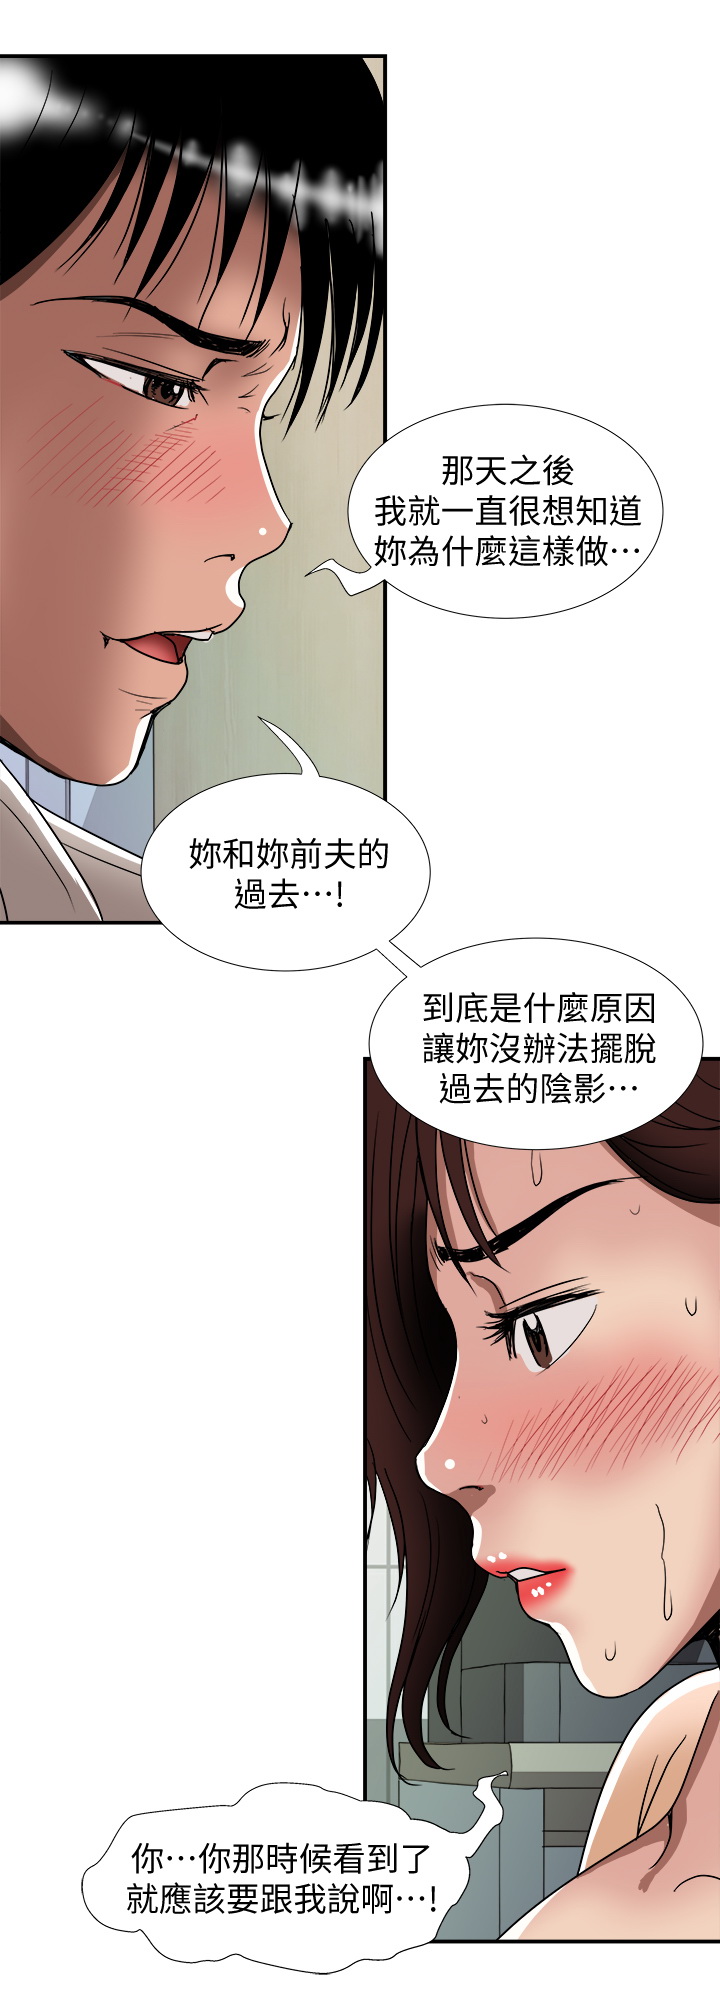 那天之後
我就一直很想知道
妳為什麼這樣做⋯
妳和妳前夫的
過去⋯!
到底是什麼原因
讓妳沒辦法擺脫
過去的陰影⋯
你⋯你那時候看到了
就應該要跟我說啊⋯!